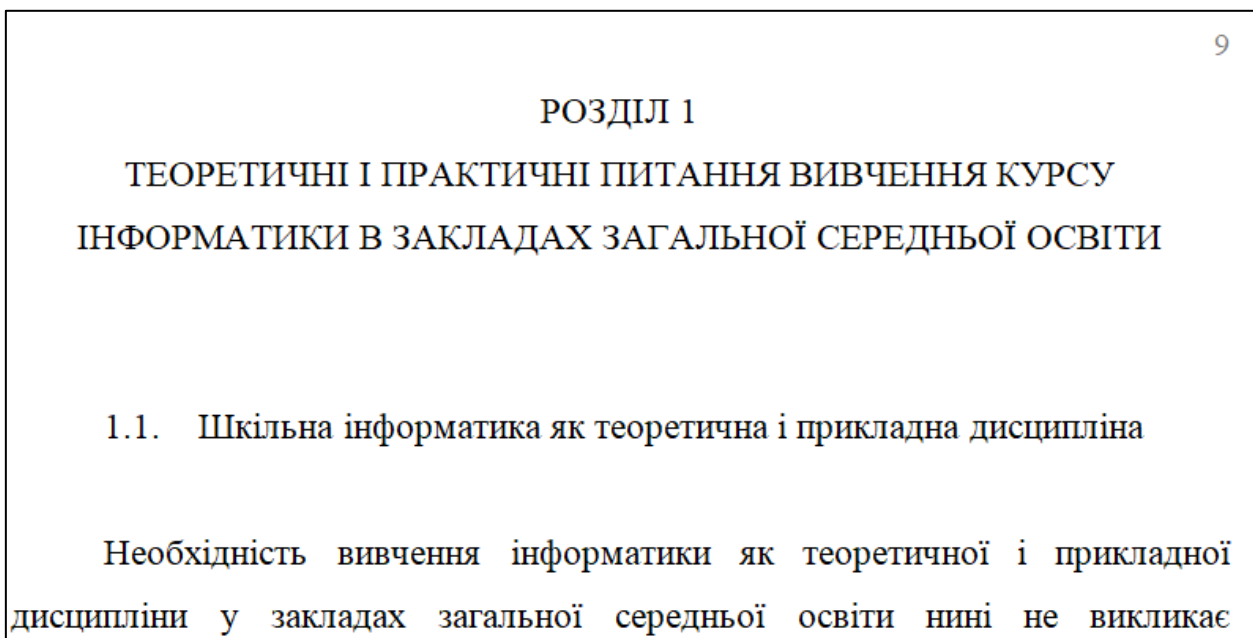 9
РОЗДІЛ 1
ТЕОРЕТИЧНІ І ПРАКТИЧНІ ПИТАННЯ ВИВЧЕННЯ КУРСУ
ІНФОРМАТИКИ В ЗАКЛАДАХ ЗАГАЛЬНОЇ СЕРЕДНЬОЇ ОСВІТИ
1.1. Шкільна інформатика як теоретична і прикладна дисципліна
Необхідність вивчення інформатики як теоретичної і прикладної
дисципліни у закладах загальної середньої освіти нині не викликає